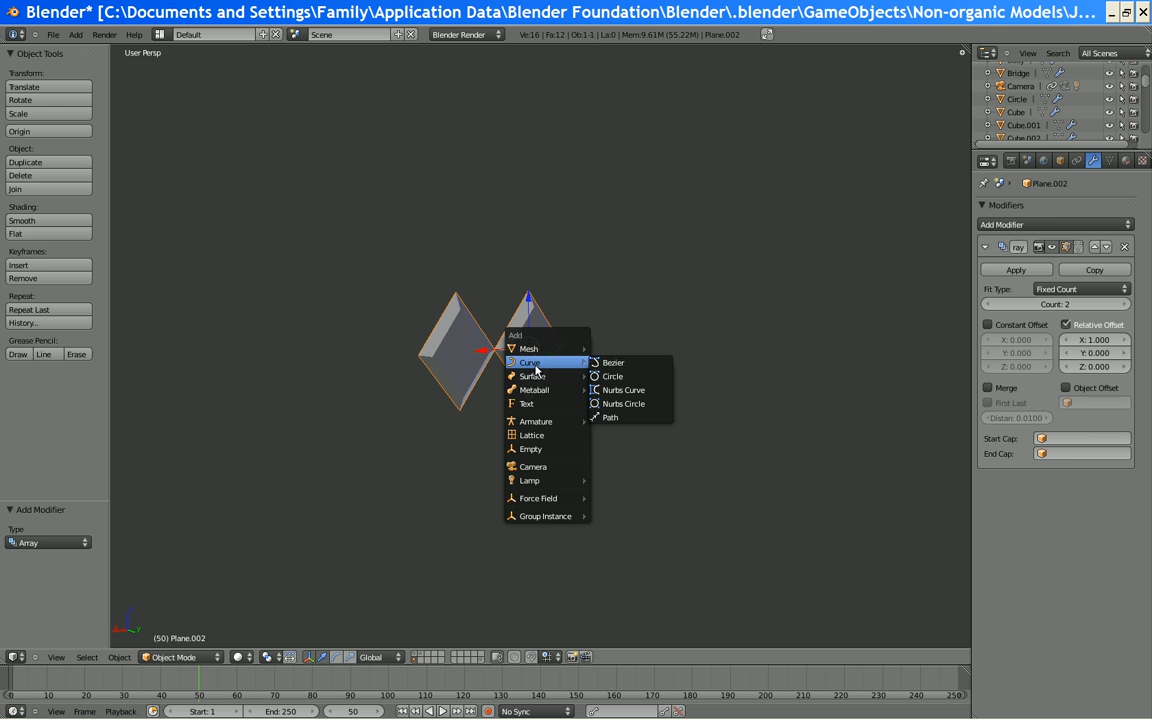 Blender* [C:\Documents and Settings\Family\Application Data\Blender Foundation\Blender\.blender\GameObjects\Non-organic Models\J...
File Add Render Help Default Scene Blender Render Ve:16 | Fa:12 | Ob:1-1 | La:0 | Mem:9.61M (55.22M) | Plane.002
Object Tools
User Persp
View Search All Scenes
Transform:
Translate
Rotate
Scale
Origin
Object:
Duplicate
Delete
Join
Shading:
Smooth
Flat
Keyframes:
Insert
Remove
Repeat:
Repeat Last
History...
Grease Pencil:
Draw Line Erase
Add Modifier
Type
Array
Add
Mesh
Curve
Surface
Metaball
Text
Armature
Lattice
Empty
Camera
Lamp
Force Field
Group Instance
Bezier
Circle
Nurbs Curve
Nurbs Circle
Path
Bridge
Camera
Circle
Cube
Cube.001
Cube.002
Plane.002
Modifiers
Add Modifier
ray
Apply Copy
Fit Type: Fixed Count
Count: 2
Constant Offset Relative Offset
X: 0.000 X: 1.000
Y: 0.000 Y: 0.000
Z: 0.000 Z: 0.000
Merge Object Offset
First Last
Distan: 0.0100
Start Cap:
End Cap:
x y
(50) Plane.002
View Select Object Object Mode Global
0 10 20 30 40 50 60 70 80 90 100 110 120 130 140 150 160 170 180 190 200 210 220 230 240 250
View Frame Playback Start: 1 End: 250 50 No Sync